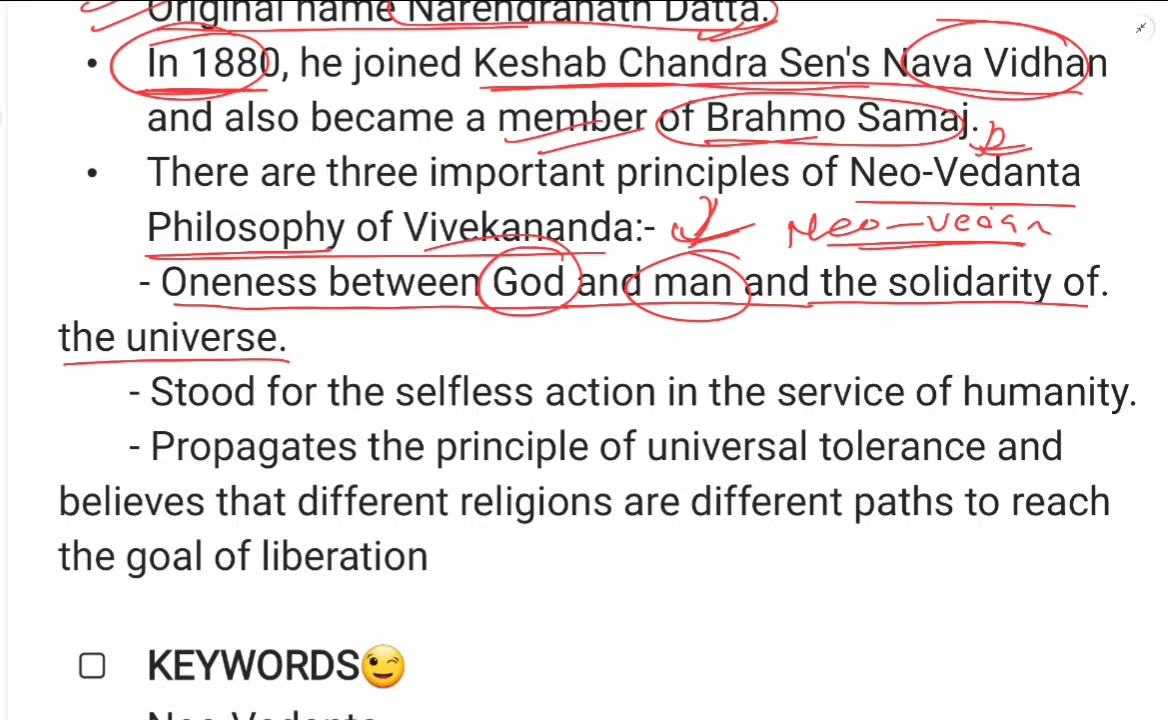 Original name Narendranath Datta.
• In 1880, he joined Keshab Chandra Sen's Nava Vidhan
and also became a member of Brahmo Samaj.
• There are three important principles of Neo-Vedanta
Philosophy of Vivekananda:- Neo-
- Oneness between God and man and the solidarity of.
the universe.
- Stood for the selfless action in the service of humanity.
- Propagates the principle of universal tolerance and
believes that different religions are different paths to reach
the goal of liberation
KEYWORDS😉
Neo-Vedanta